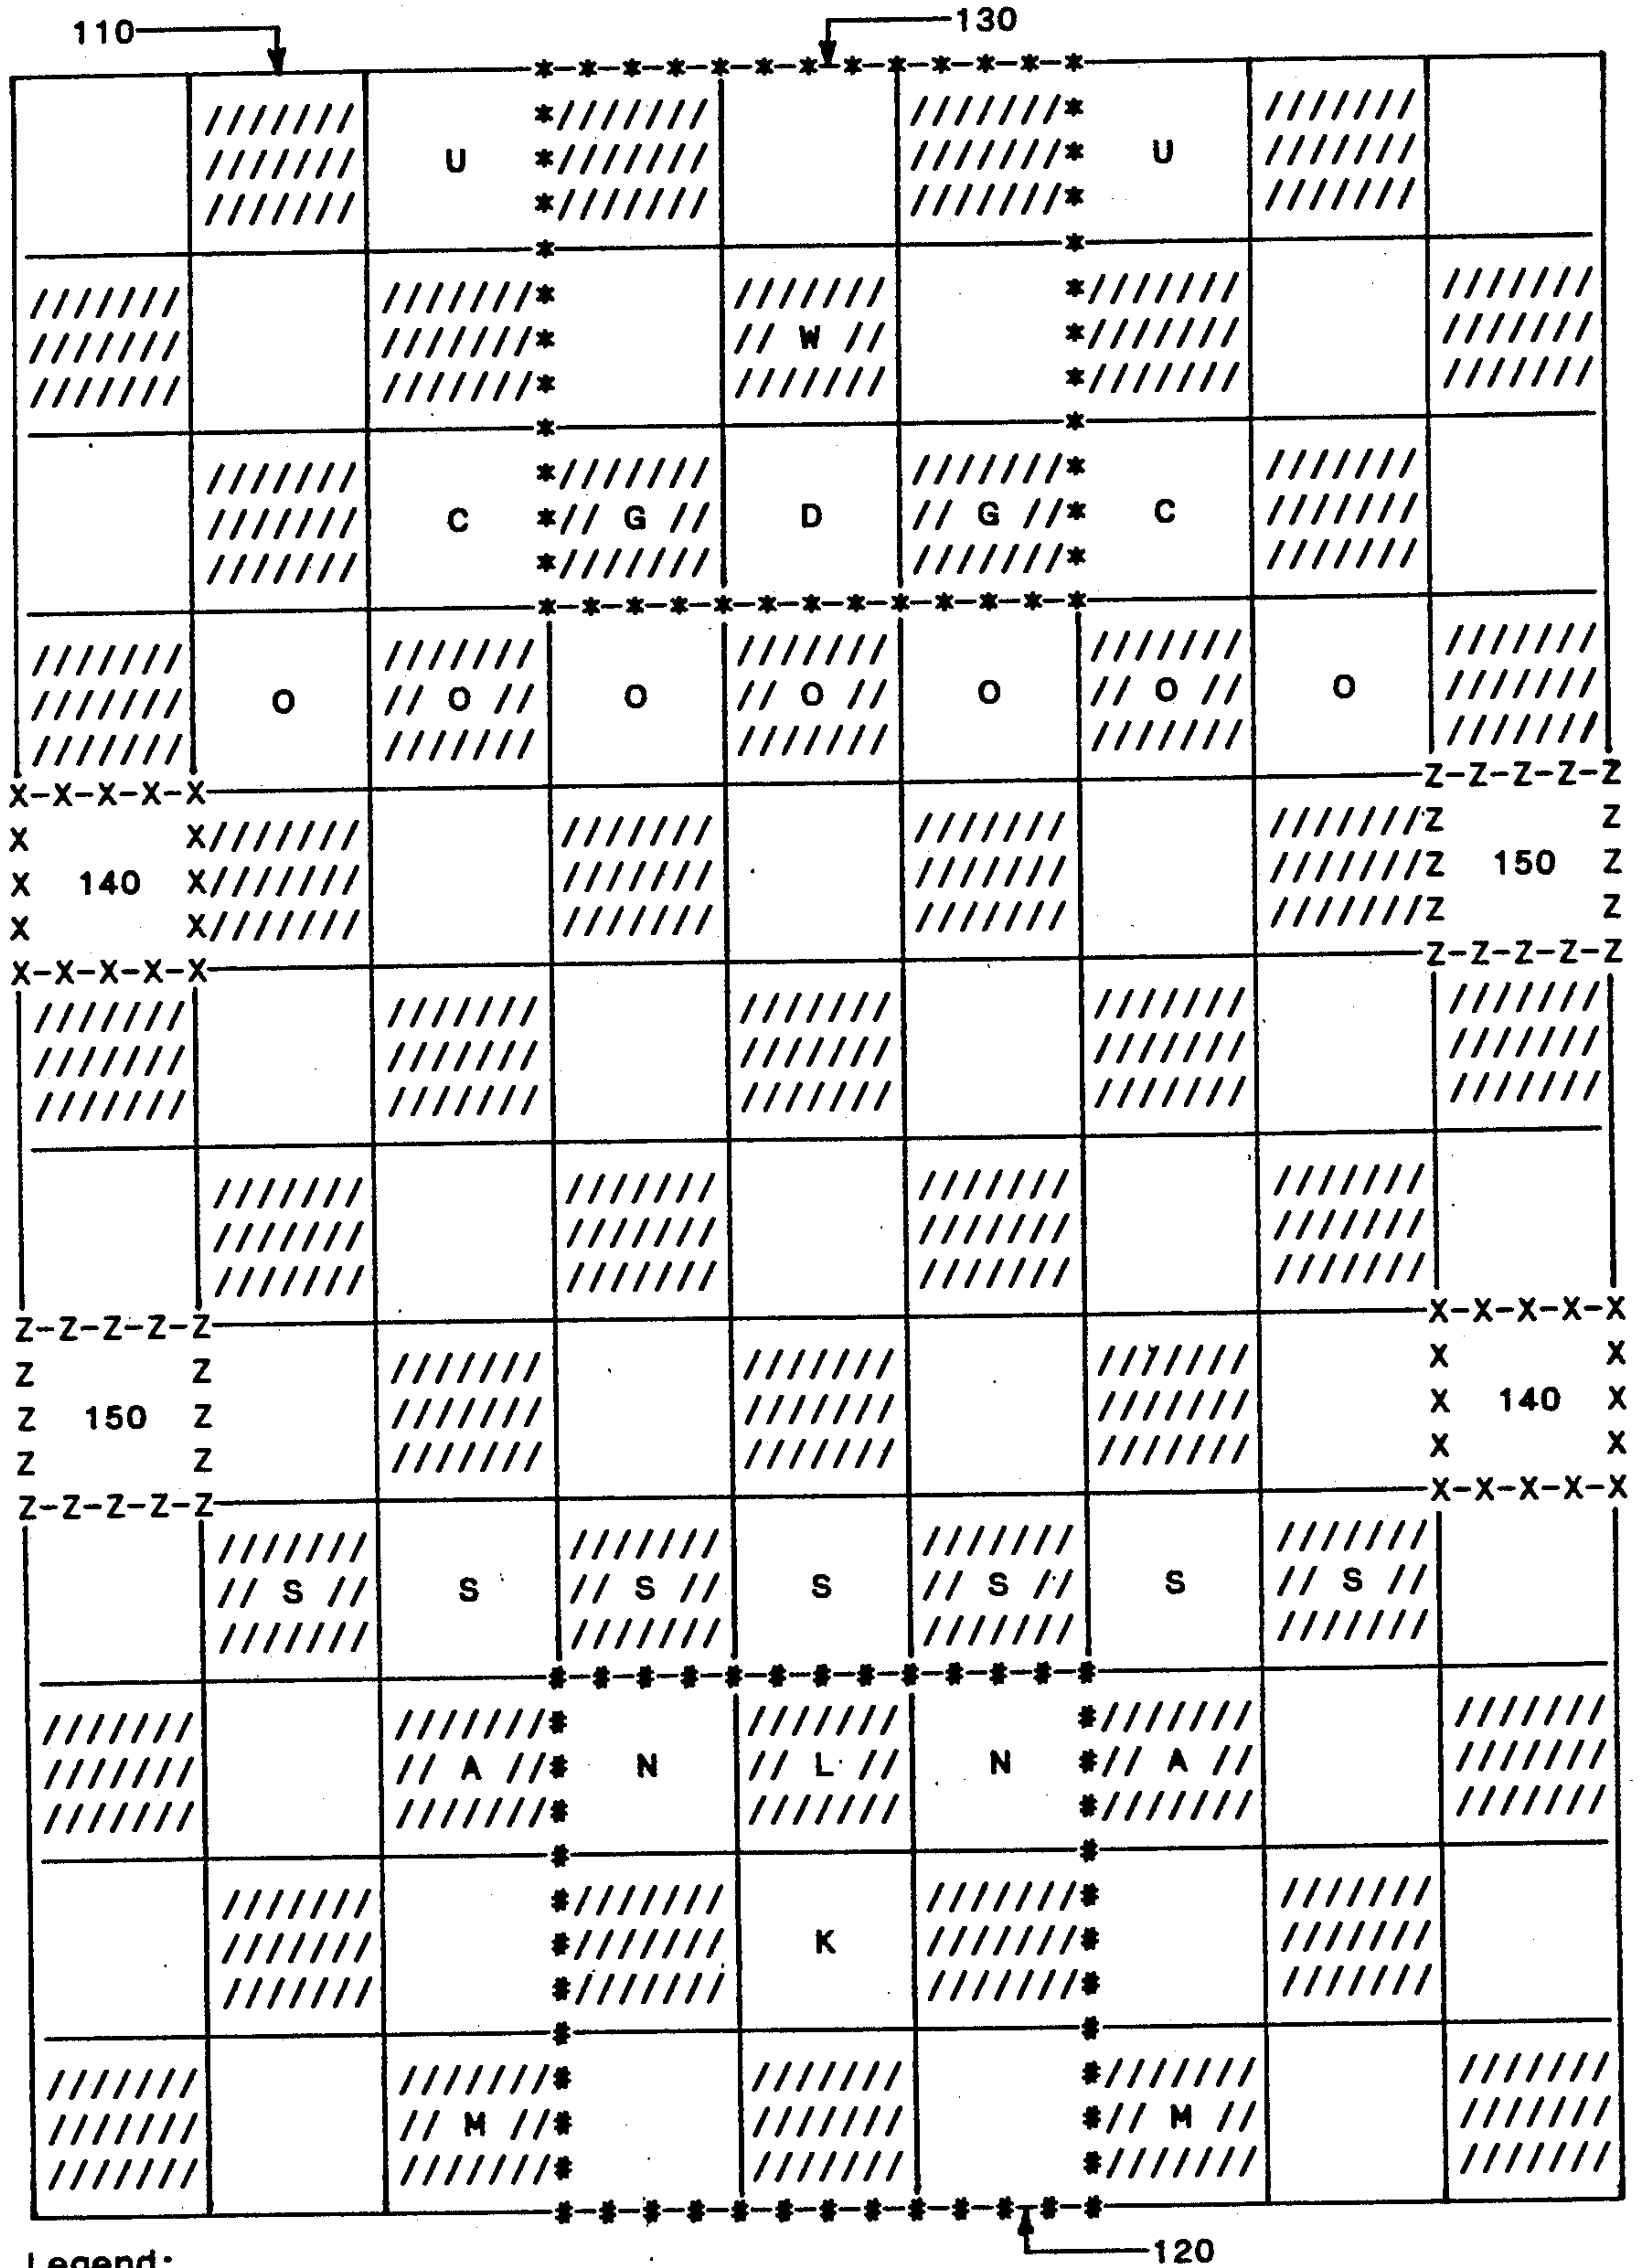 110 130
U U
W
C G D G C
O O O O O O O
140 150
150 140
S S S S S S S
A N L N A
K
M M
120
Legend: